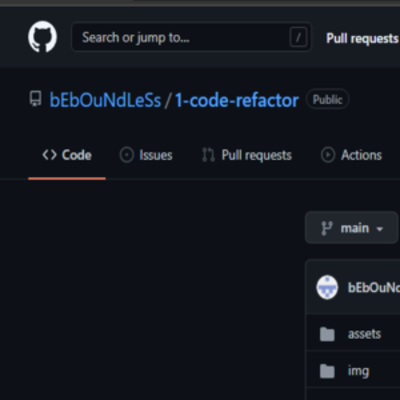 Search or jump to... / Pull requests
bEbOuNdLeSs / 1-code-refactor Public
Code Issues Pull requests Actions
main
bEbOuNd
assets
img